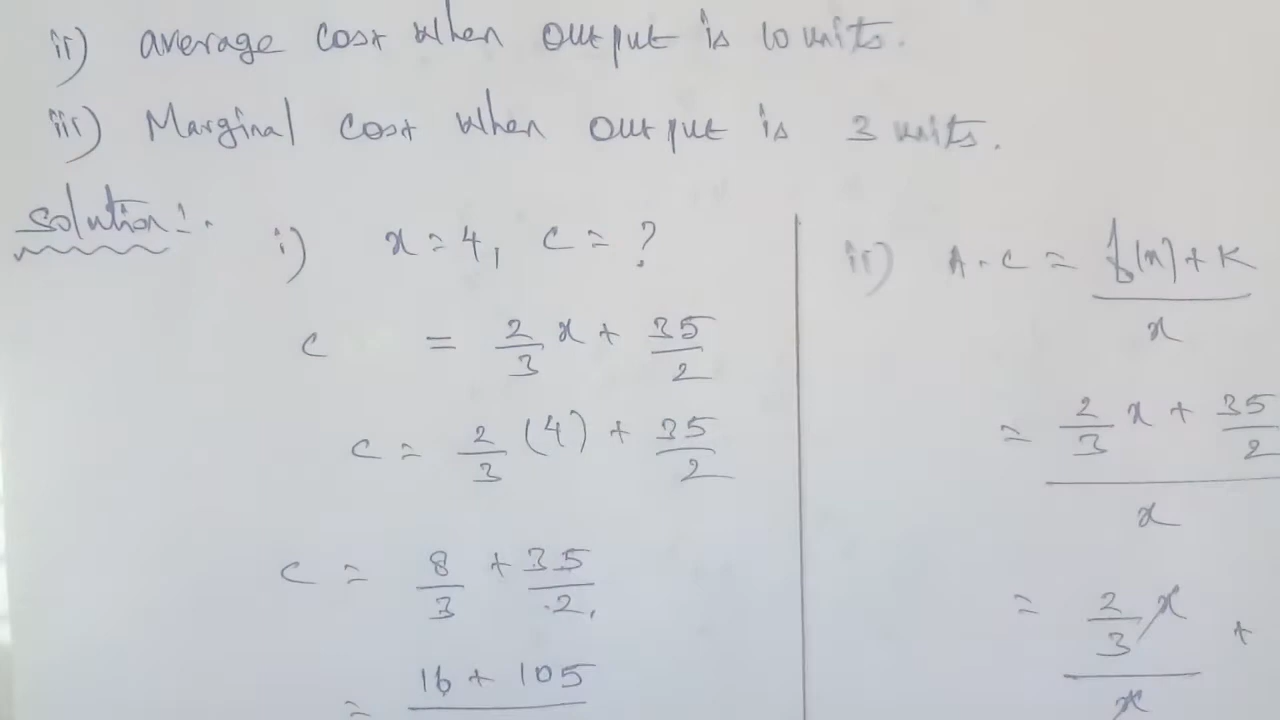 ii) average cost when output is 10 units.
iii) Marginal cost when output is 3 units.
Solution:-
i) x = 4, c = ?
c = 2/3 x + 35/2
c = 2/3 (4) + 35/2
c = 8/3 + 35/2
= 16 + 105
ii) A.C = f(x) + K / x
= 2/3 x + 35/2 / x
= 2/3 x / x +